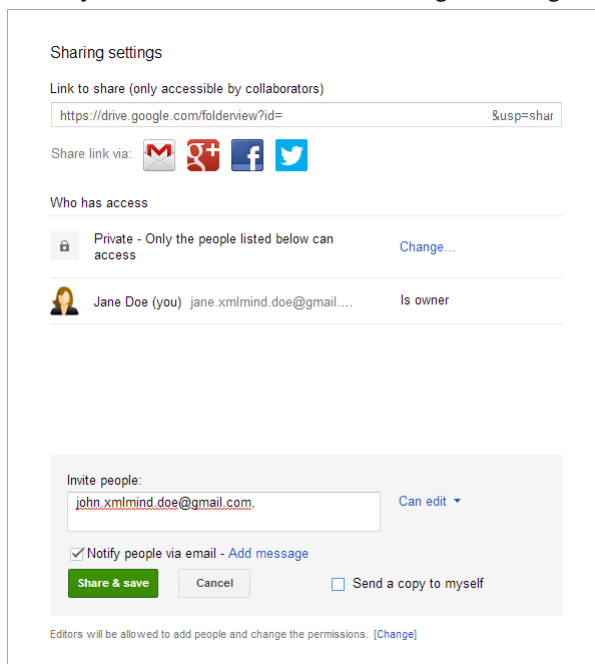 Sharing settings
Link to share (only accessible by collaborators)
https://drive.google.com/folderview?id= &usp=shar
Share link via:
Who has access
Private - Only the people listed below can
access
Change...
Jane Doe (you) jane.xmlmind.doe@gmail.... Is owner
Invite people:
john.xmlmind.doe@gmail.com,
Can edit
Notify people via email - Add message
Share & save Cancel Send a copy to myself
Editors will be allowed to add people and change the permissions. [Change]